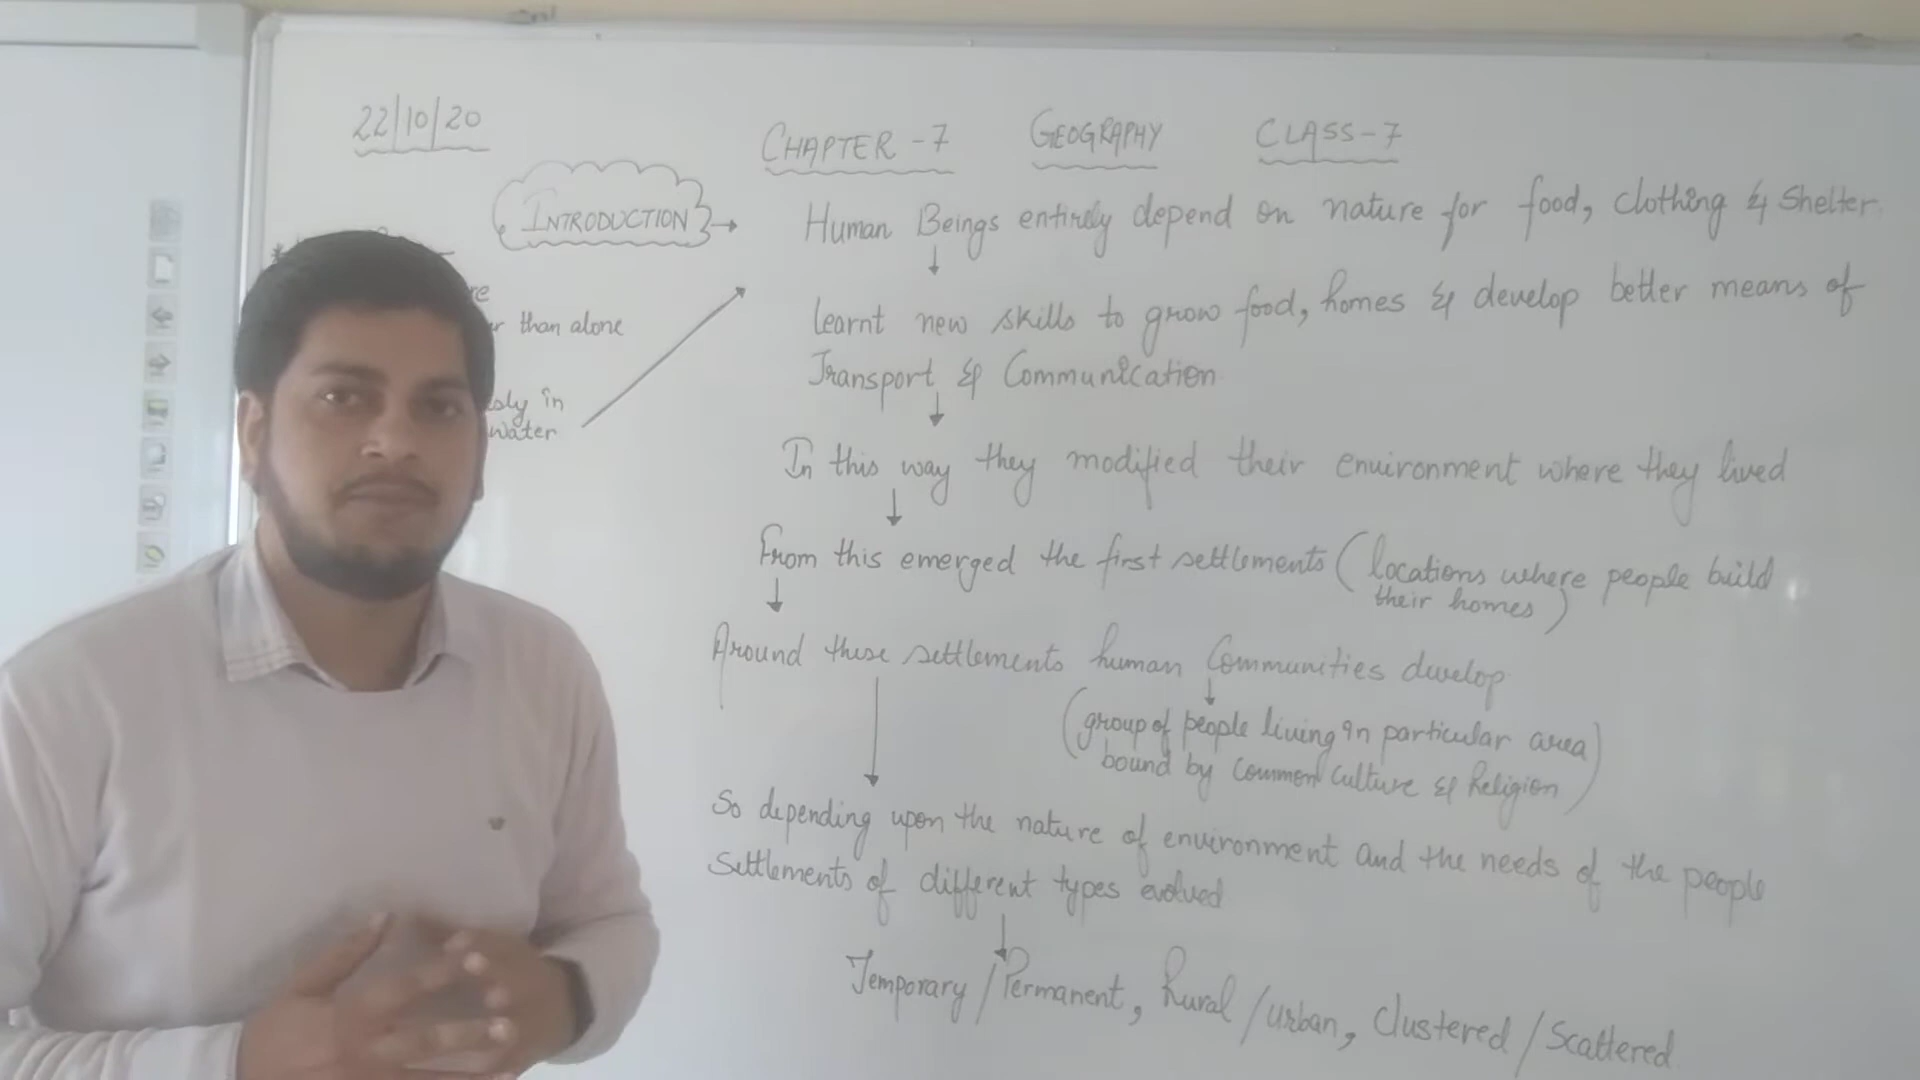 22/10/20
CHAPTER-7 GEOGRAPHY CLASS-7
INTRODUCTION → Human Beings entirely depend on nature for food, clothing & shelter.
↓
learnt new skills to grow food, homes & develop better means of
Transport & Communication
↓
than alone
in
water
In this way they modified their environment where they lived
↓
From this emerged the first settlements (locations where people build
their homes)
↓
Around these settlements human Communities develop
↓
(group of people living in particular area
bound by common culture & Religion)
↓
So depending upon the nature of environment and the needs of the people
Settlements of different types evolved
↓
Temporary/Permanent, Rural/urban, Clustered/Scattered